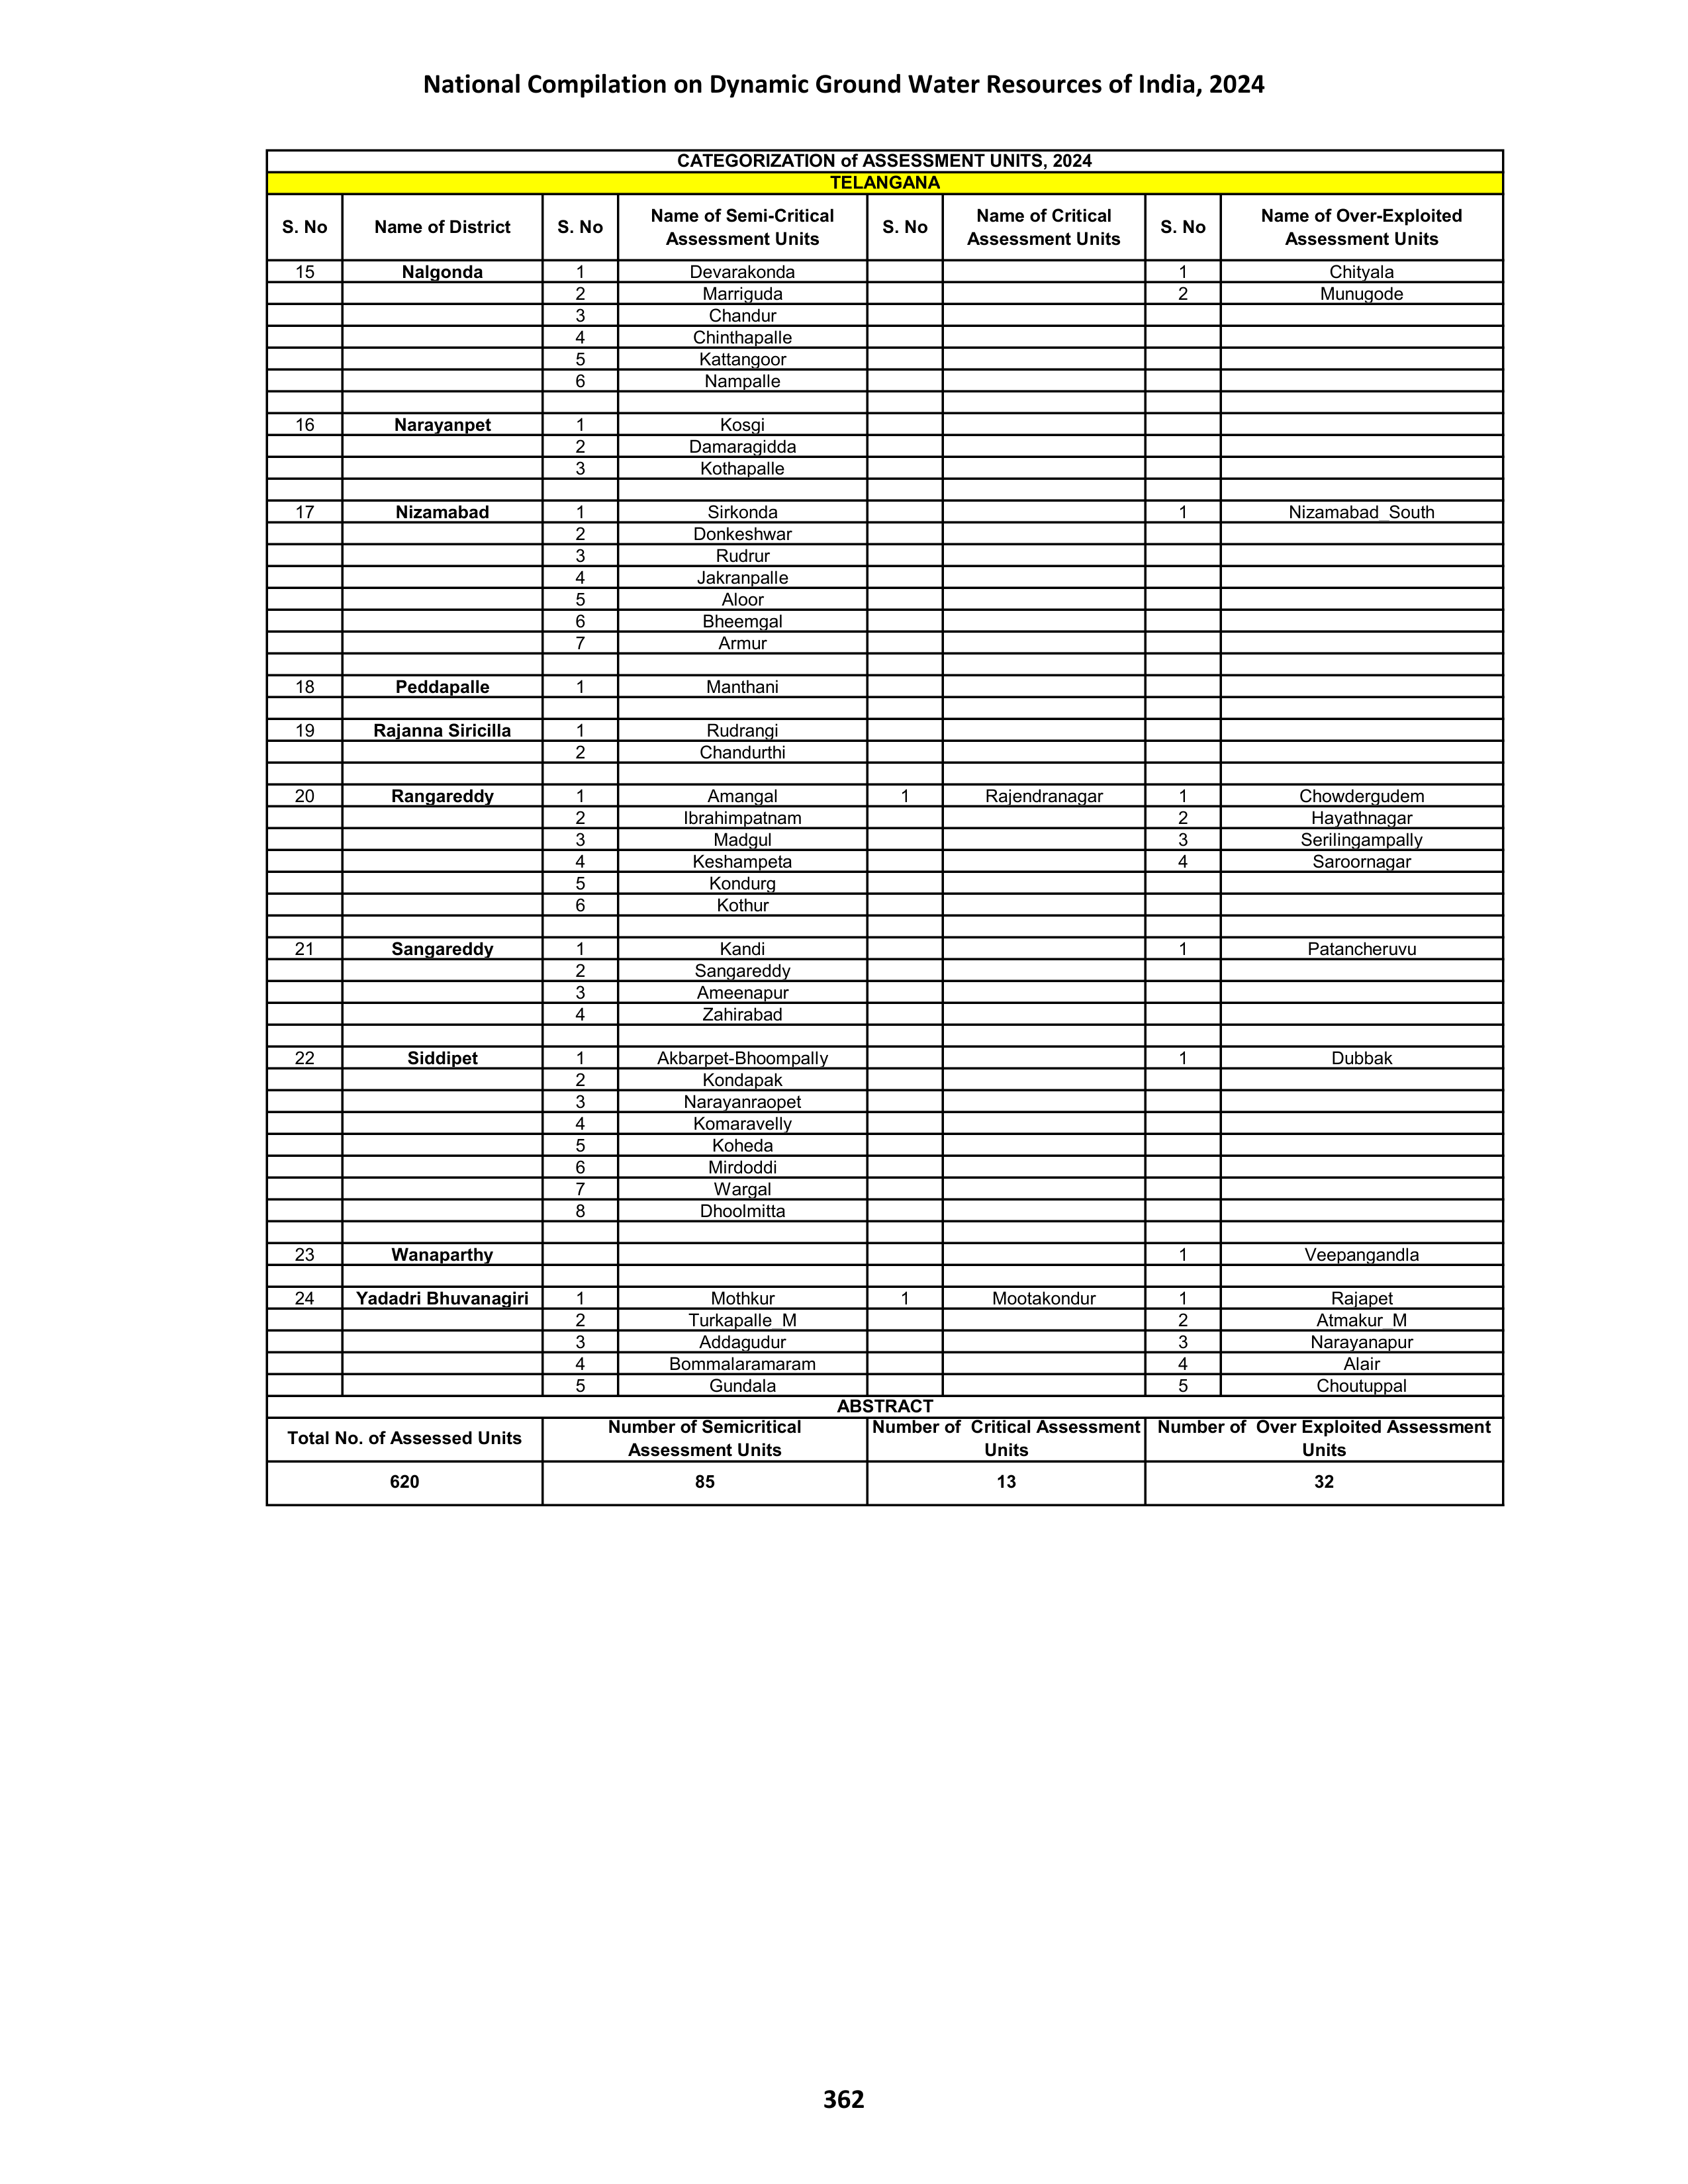 National Compilation on Dynamic Ground Water Resources of India, 2024
CATEGORIZATION of ASSESSMENT UNITS, 2024
TELANGANA
S. No Name of District S. No Name of Semi-Critical Assessment Units S. No Name of Critical Assessment Units S. No Name of Over-Exploited Assessment Units
15 Nalgonda 1 Devarakonda 1 Chityala
2 Marriguda 2 Munugode
3 Chandur
4 Chinthapalle
5 Kattangoor
6 Nampalle
16 Narayanpet 1 Kosgi
2 Damaragidda
3 Kothapalle
17 Nizamabad 1 Sirkonda 1 Nizamabad_South
2 Donkeshwar
3 Rudrur
4 Jakranpalle
5 Aloor
6 Bheemgal
7 Armur
18 Peddapalle 1 Manthani
19 Rajanna Siricilla 1 Rudrangi
2 Chandurthi
20 Rangareddy 1 Amangal 1 Rajendranagar 1 Chowdergudem
2 Ibrahimpatnam 2 Hayathnagar
3 Madgul 3 Serilingampally
4 Keshampeta 4 Saroornagar
5 Kondurg
6 Kothur
21 Sangareddy 1 Kandi 1 Patancheruvu
2 Sangareddy
3 Ameenapur
4 Zahirabad
22 Siddipet 1 Akbarpet-Bhoompally 1 Dubbak
2 Kondapak
3 Narayanraopet
4 Komaravelly
5 Koheda
6 Mirdoddi
7 Wargal
8 Dhoolmitta
23 Wanaparthy 1 Veepangandla
24 Yadadri Bhuvanagiri 1 Mothkur 1 Mootakondur 1 Rajapet
2 Turkapalle_M 2 Atmakur_M
3 Addagudur 3 Narayanapur
4 Bommalaramaram 4 Alair
5 Gundala 5 Choutuppal
ABSTRACT
Total No. of Assessed Units Number of Semicritical Assessment Units Number of Critical Assessment Units Number of Over Exploited Assessment Units
620 85 13 32
362